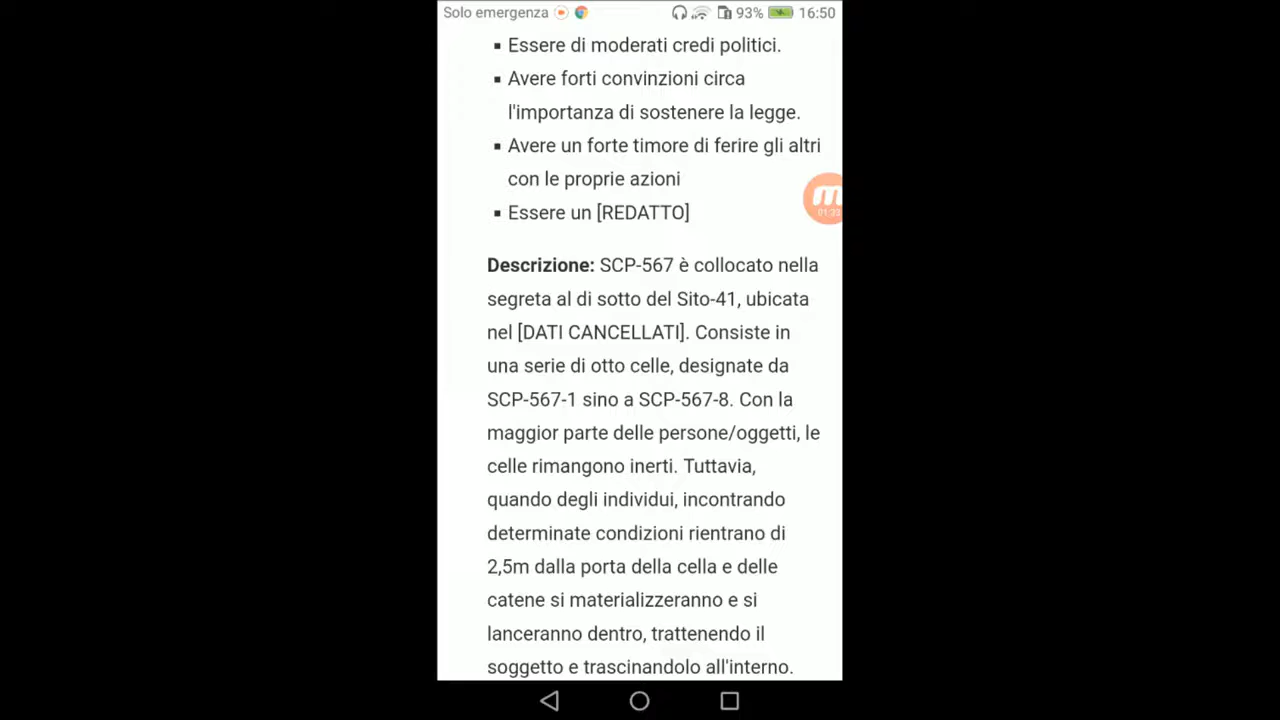 Solo emergenza 93% 16:50
▪ Essere di moderati credi politici.
▪ Avere forti convinzioni circa
l'importanza di sostenere la legge.
▪ Avere un forte timore di ferire gli altri
con le proprie azioni
▪ Essere un [REDATTO]
Descrizione: SCP-567 è collocato nella
segreta al di sotto del Sito-41, ubicata
nel [DATI CANCELLATI]. Consiste in
una serie di otto celle, designate da
SCP-567-1 sino a SCP-567-8. Con la
maggior parte delle persone/oggetti, le
celle rimangono inerti. Tuttavia,
quando degli individui, incontrando
determinate condizioni rientrano di
2,5m dalla porta della cella e delle
catene si materializzeranno e si
lanceranno dentro, trattenendo il
soggetto e trascinandolo all'interno.